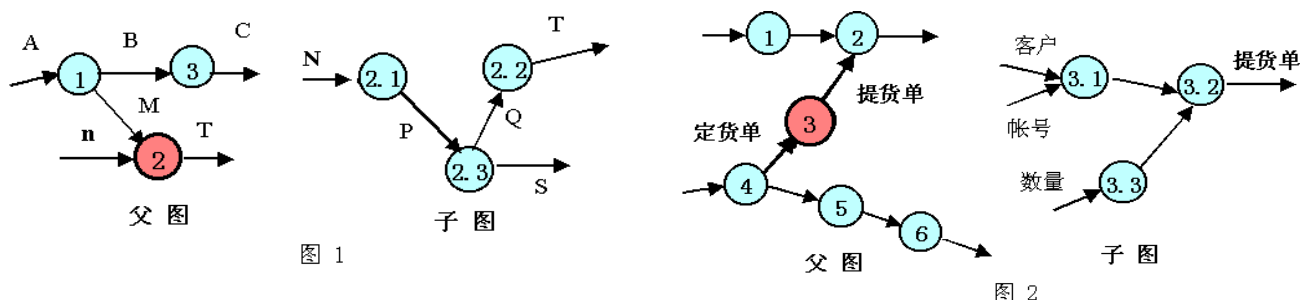 A
B
C
1
3
M
n
2
T
父 图
N
2.1
2.2
T
P
Q
2.3
S
子 图
图 1
1
2
提货单
3
定货单
4
5
6
父 图
客户
3.1
3.2
提货单
帐号
数量
3.3
子 图
图 2